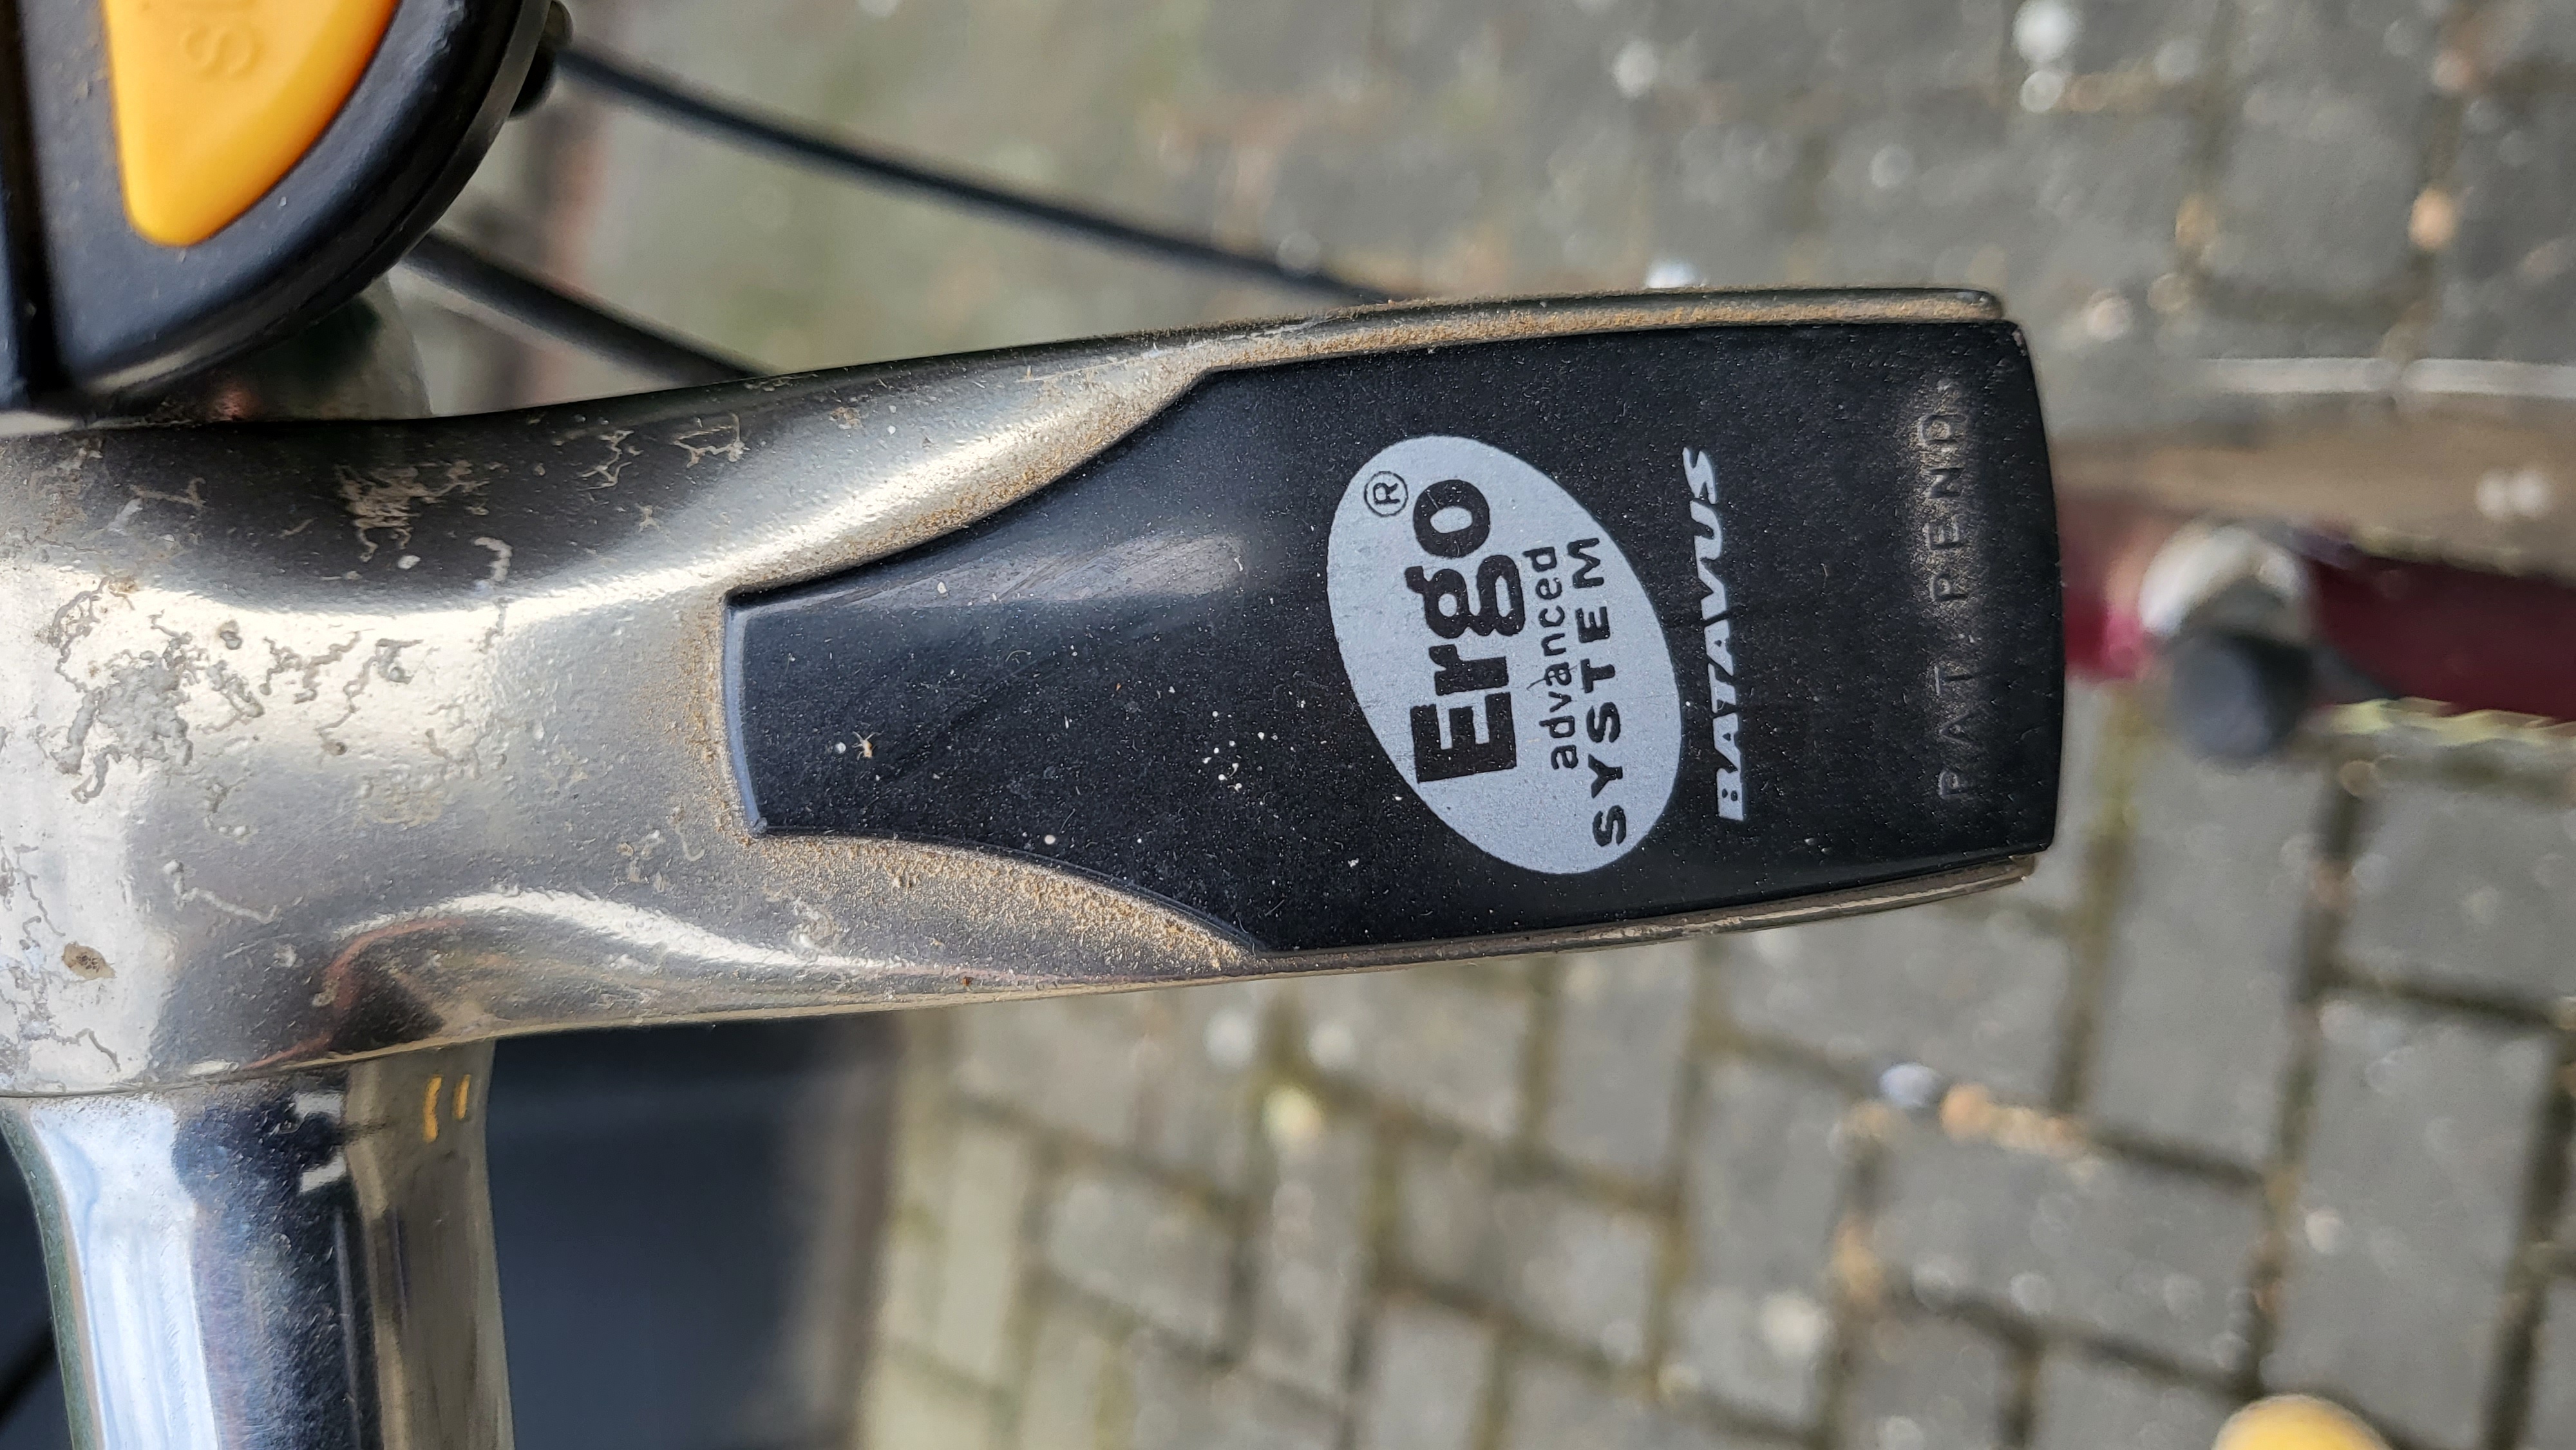 Ergo®
advanced
SYSTEM
BATAVUS
PAT. PEND.